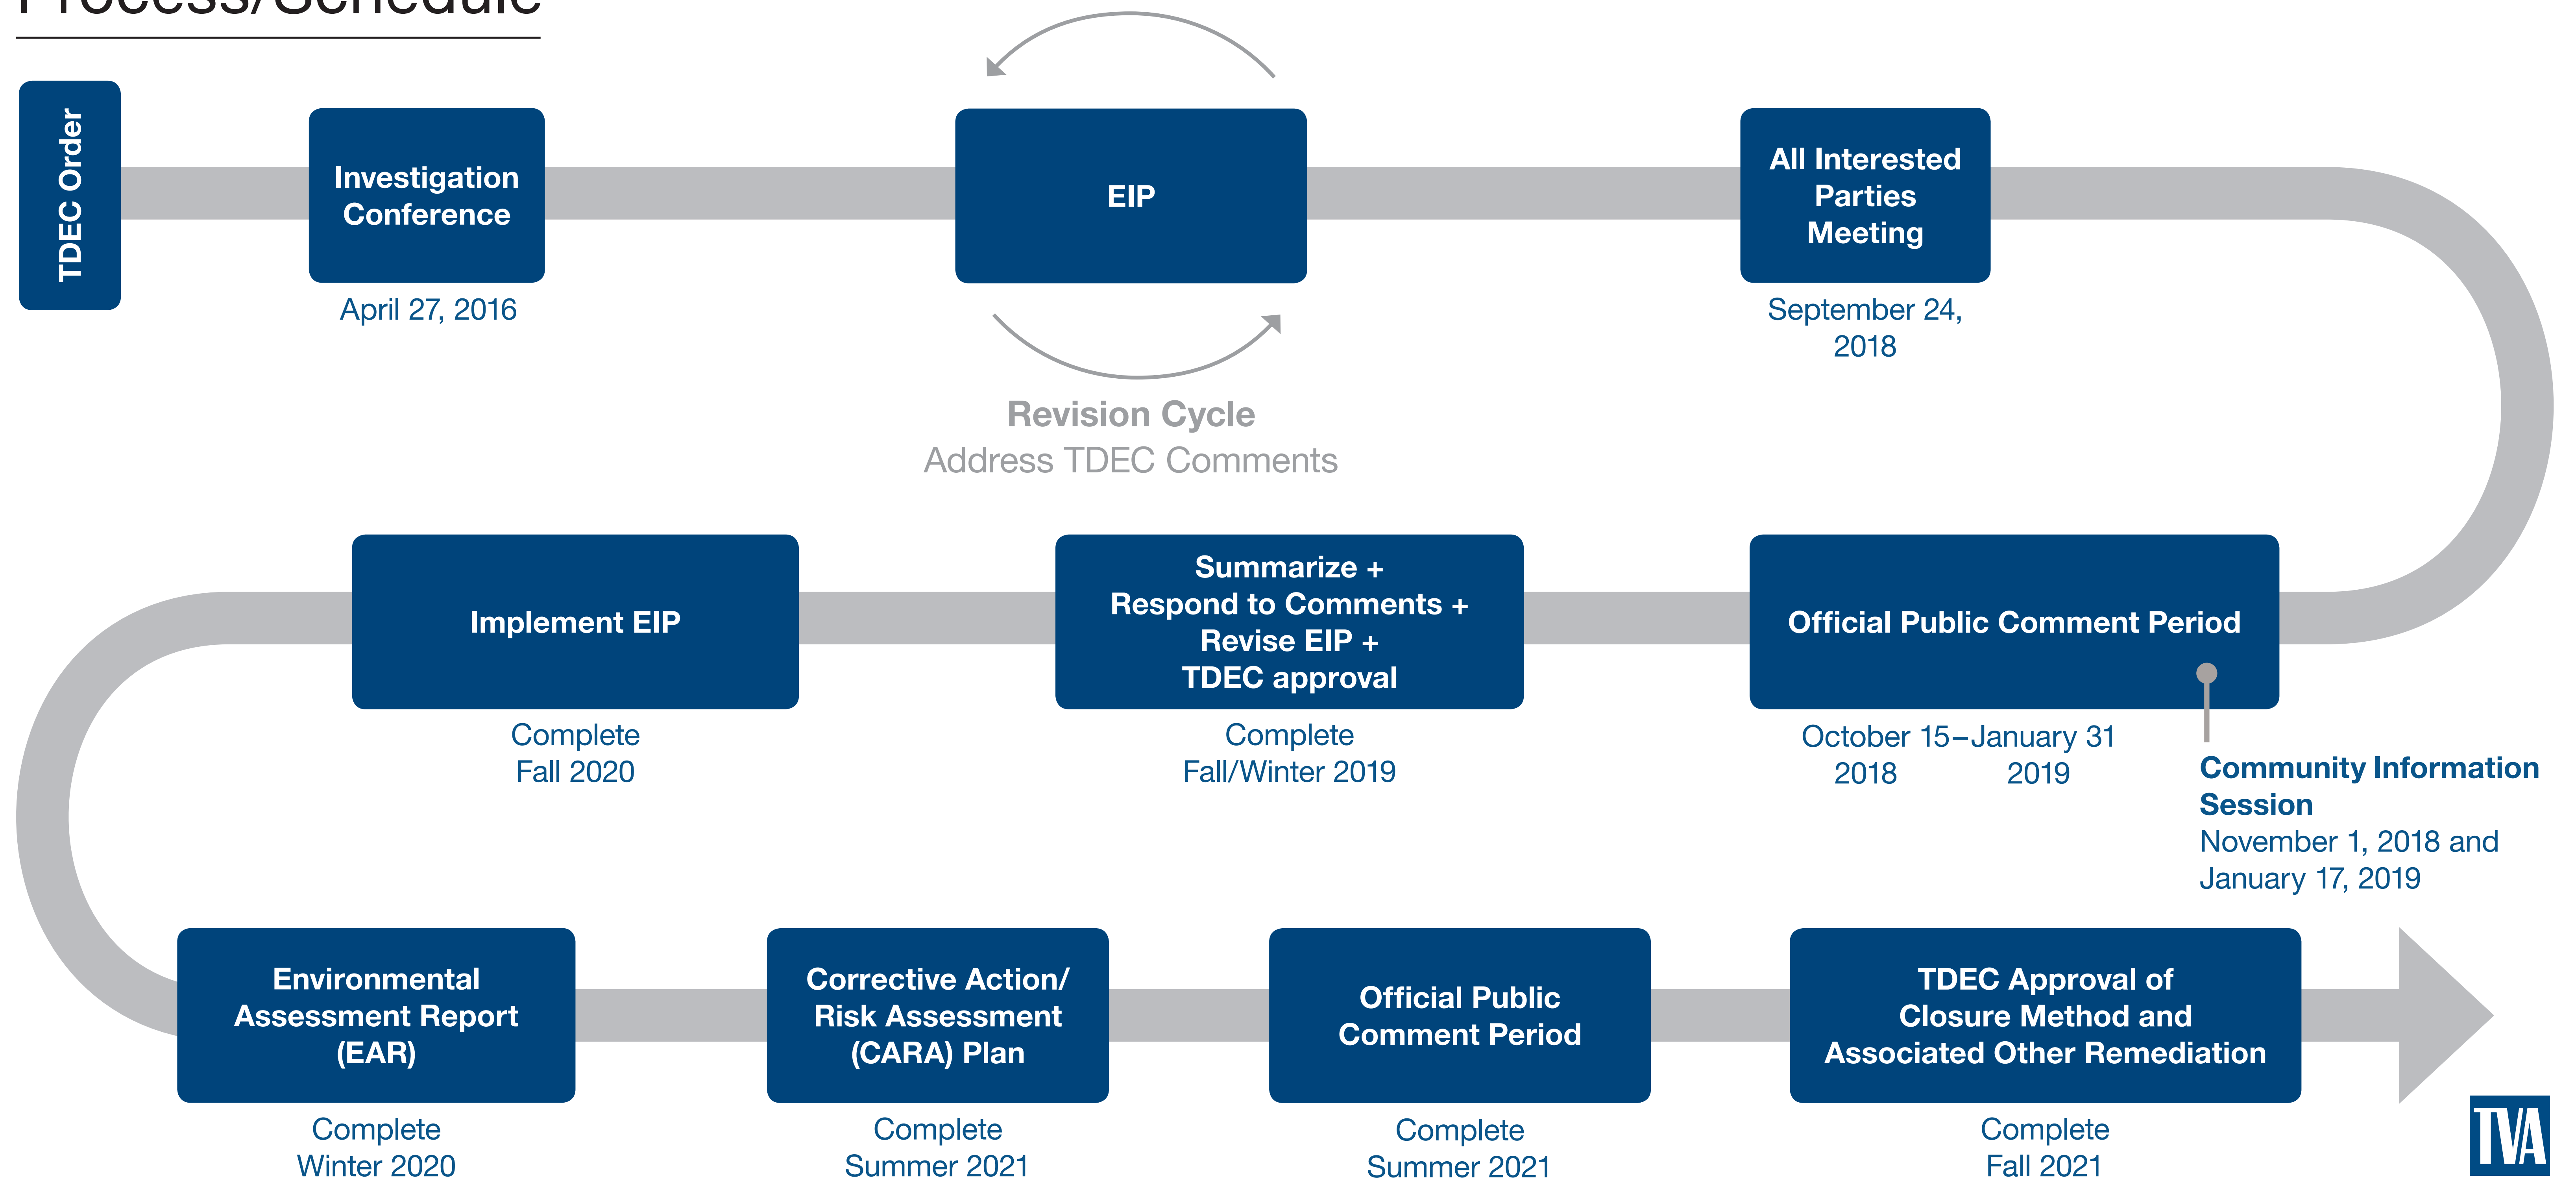 Process/Schedule
TDEC Order
Investigation
Conference
April 27, 2016
EIP
Revision Cycle
Address TDEC Comments
All Interested
Parties
Meeting
September 24,
2018
Official Public Comment Period
October 15–January 31
2018 2019
Community Information
Session
November 1, 2018 and
January 17, 2019
Summarize +
Respond to Comments +
Revise EIP +
TDEC approval
Complete
Fall/Winter 2019
Implement EIP
Complete
Fall 2020
Environmental
Assessment Report
(EAR)
Complete
Winter 2020
Corrective Action/
Risk Assessment
(CARA) Plan
Complete
Summer 2021
Official Public
Comment Period
Complete
Summer 2021
TDEC Approval of
Closure Method and
Associated Other Remediation
Complete
Fall 2021
TVA